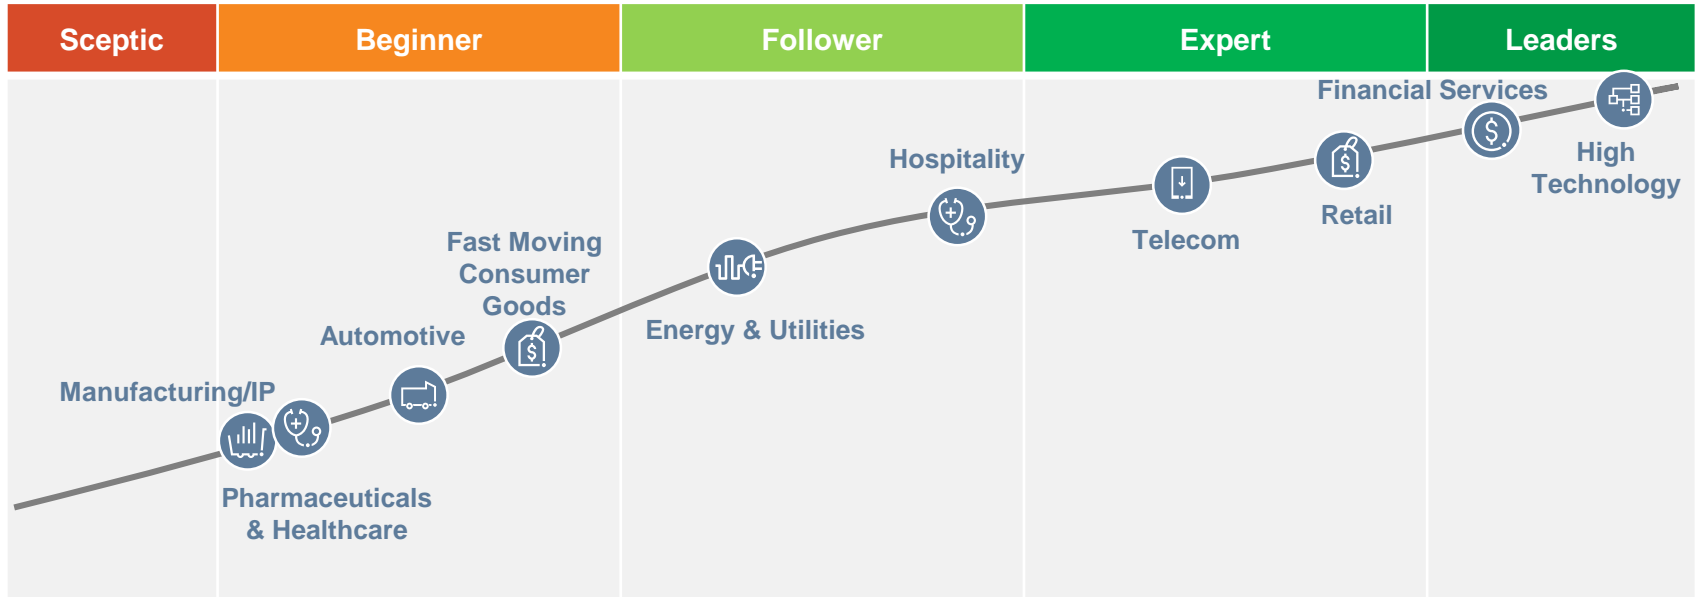 Sceptic
Beginner
Follower
Expert
Leaders
Manufacturing/IP
Pharmaceuticals
& Healthcare
Automotive
Fast Moving
Consumer
Goods
Energy & Utilities
Hospitality
Telecom
Retail
Financial Services
High
Technology